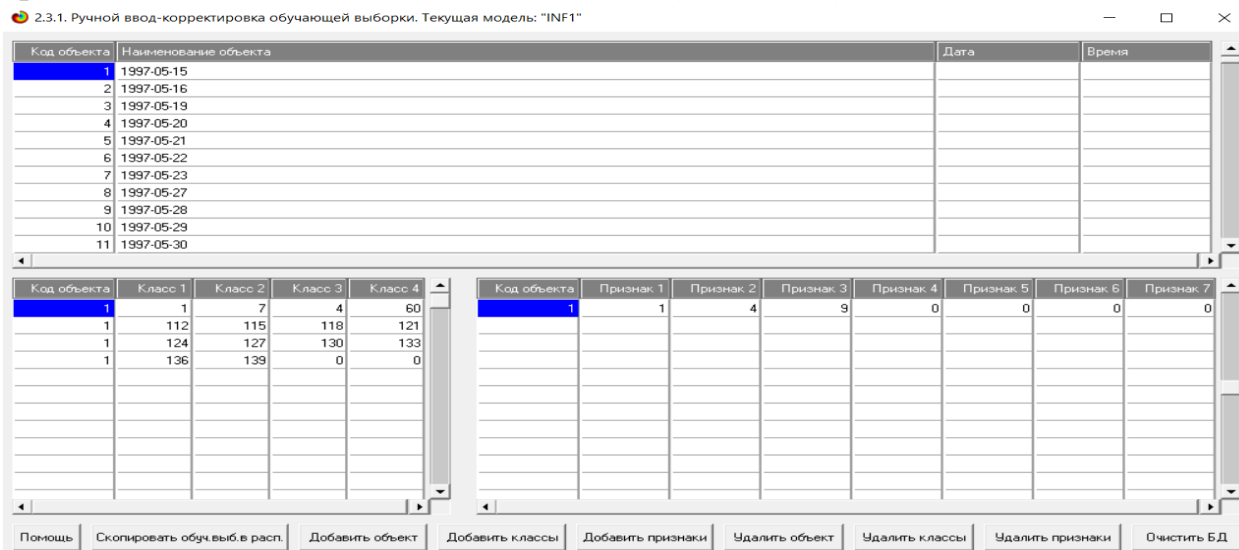 2.3.1. Ручной ввод-корректировка обучающей выборки. Текущая модель: "INF1"
Код объекта Наименование объекта Дата Время
1 1997-05-15
2 1997-05-16
3 1997-05-19
4 1997-05-20
5 1997-05-21
6 1997-05-22
7 1997-05-23
8 1997-05-27
9 1997-05-28
10 1997-05-29
11 1997-05-30
Код объекта Класс 1 Класс 2 Класс 3 Класс 4
1 1 7 4 60
1 112 115 118 121
1 124 127 130 133
1 136 139 0 0
Код объекта Признак 1 Признак 2 Признак 3 Признак 4 Признак 5 Признак 6 Признак 7
1 1 4 9 0 0 0 0
Помощь Скопировать обуч.выб.в расп. Добавить объект Добавить классы Добавить признаки Удалить объект Удалить классы Удалить признаки Очистить БД